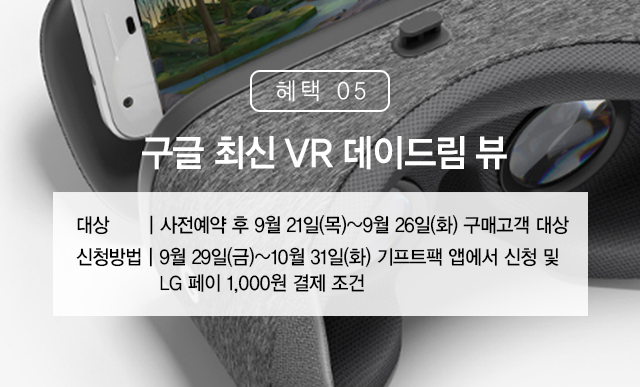 혜택 05
구글 최신 VR 데이드림 뷰
대상 | 사전예약 후 9월 21일(목)~9월 26일(화) 구매고객 대상
신청방법 | 9월 29일(금)~10월 31일(화) 기프트팩 앱에서 신청 및
LG 페이 1,000원 결제 조건